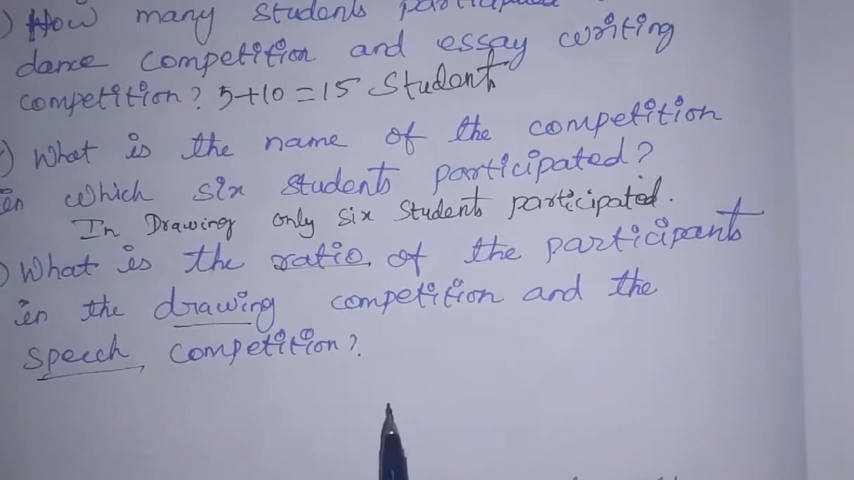 ) How many students participated
dance competition and essay writing
competition? 5+10 = 15 Student
) What is the name of the competition
in which six students participated?
In Drawing only six Students participated.
) What is the ratio of the participants
in the drawing competition and the
speech, competition?